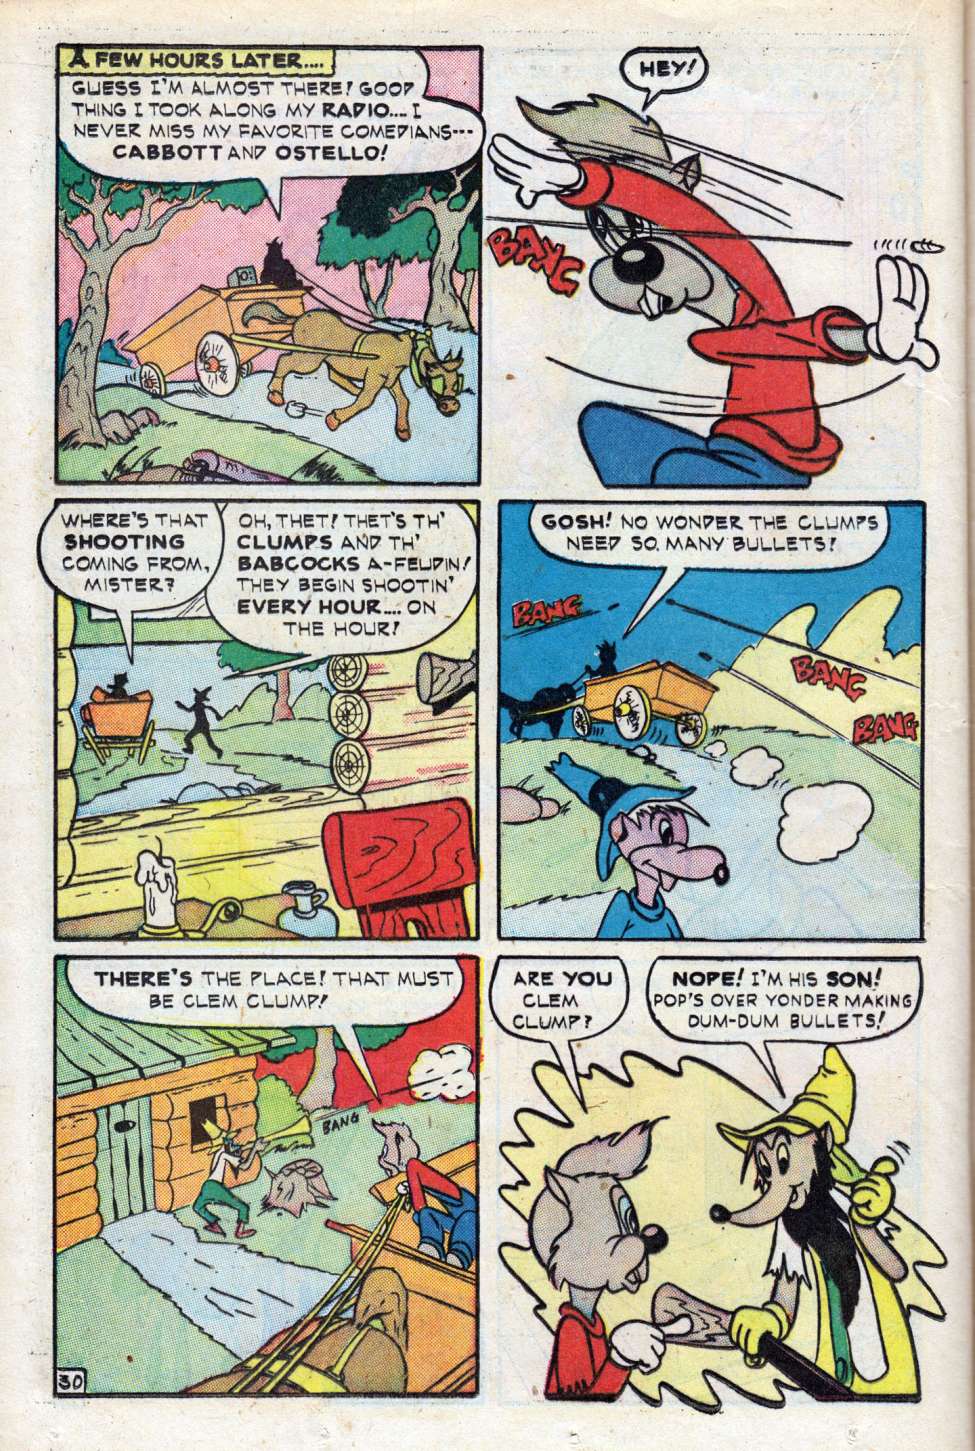 A FEW HOURS LATER....
GUESS I'M ALMOST THERE! GOOD
THING I TOOK ALONG MY RADIO.... I
NEVER MISS MY FAVORITE COMEDIANS---
CABBOTT AND OSTELLO!
HEY!
BANG
WHERE'S THAT
SHOOTING
COMING FROM,
MISTER?
OH, THET! THET'S TH'
CLUMPS AND TH'
BABCOCKS A-FEUDIN!
THEY BEGIN SHOOTIN'
EVERY HOUR.... ON
THE HOUR!
GOSH! NO WONDER THE CLUMPS
NEED SO MANY BULLETS!
BANG
BANG
BANG
THERE'S THE PLACE! THAT MUST
BE CLEM CLUMP!
BANG
ARE YOU
CLEM
CLUMP?
NOPE! I'M HIS SON!
POP'S OVER YONDER MAKING
DUM-DUM BULLETS!
30